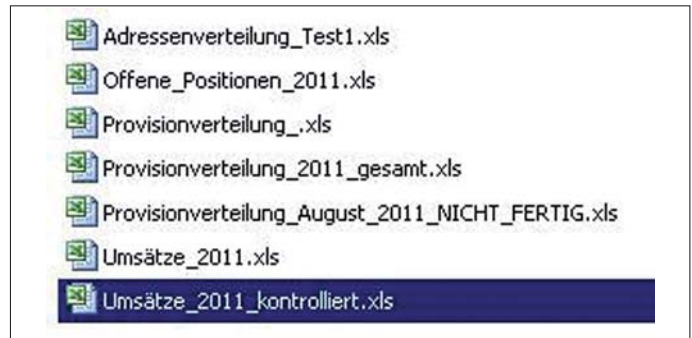 Adressenverteilung_Test1.xls
Offene_Positionen_2011.xls
Provisionverteilung_.xls
Provisionverteilung_2011_gesamt.xls
Provisionverteilung_August_2011_NICHT_FERTIG.xls
Umsätze_2011.xls
Umsätze_2011_kontrolliert.xls